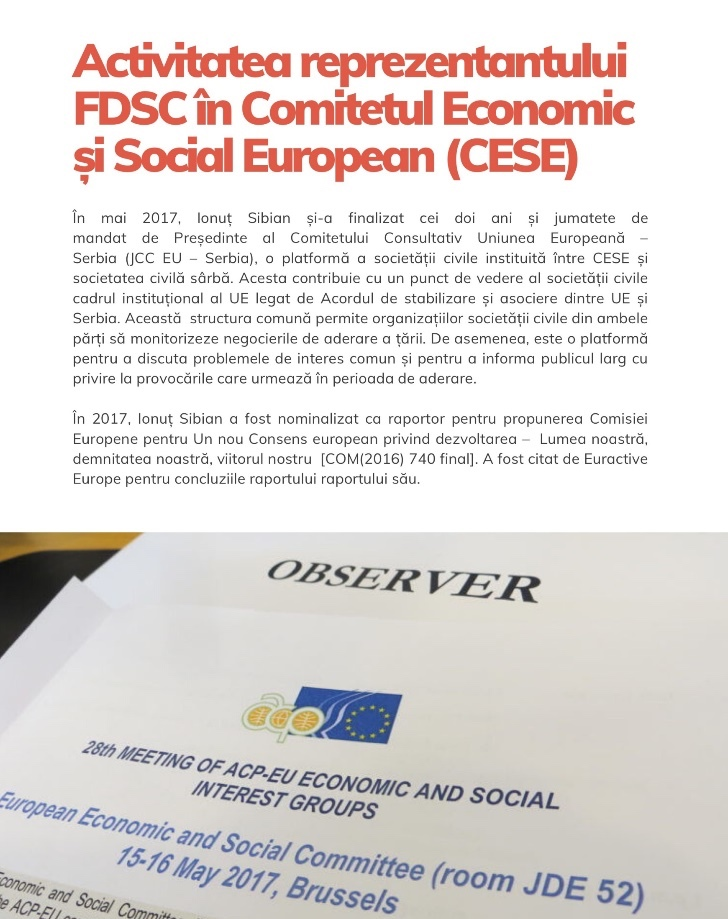 Activitatea reprezentantului
FDSC în Comitetul Economic
și Social European (CESE)
În mai 2017, Ionuț Sibian și-a finalizat cei doi ani și jumatete de
mandat de Președinte al Comitetului Consultativ Uniunea Europeană –
Serbia (JCC EU – Serbia), o platformă a societății civile instituită între CESE și
societatea civilă sârbă. Acesta contribuie cu un punct de vedere al societății civile
cadrul instituțional al UE legat de Acordul de stabilizare și asociere dintre UE și
Serbia. Această structura comună permite organizațiilor societății civile din ambele
părți să monitorizeze negocierile de aderare a țării. De asemenea, este o platformă
pentru a discuta problemele de interes comun și pentru a informa publicul larg cu
privire la provocările care urmează în perioada de aderare.
În 2017, Ionuț Sibian a fost nominalizat ca raportor pentru propunerea Comisiei
Europene pentru Un nou Consens european privind dezvoltarea – Lumea noastră,
demnitatea noastră, viitorul nostru [COM(2016) 740 final]. A fost citat de Euractive
Europe pentru concluziile raportului raportului său.
OBSERVER
acp
28th MEETING OF ACP-EU ECONOMIC AND SOCIAL
INTEREST GROUPS
European Economic and Social Committee (room JDE 52)
15-16 May 2017, Brussels
Economic and Social
ACP-EU